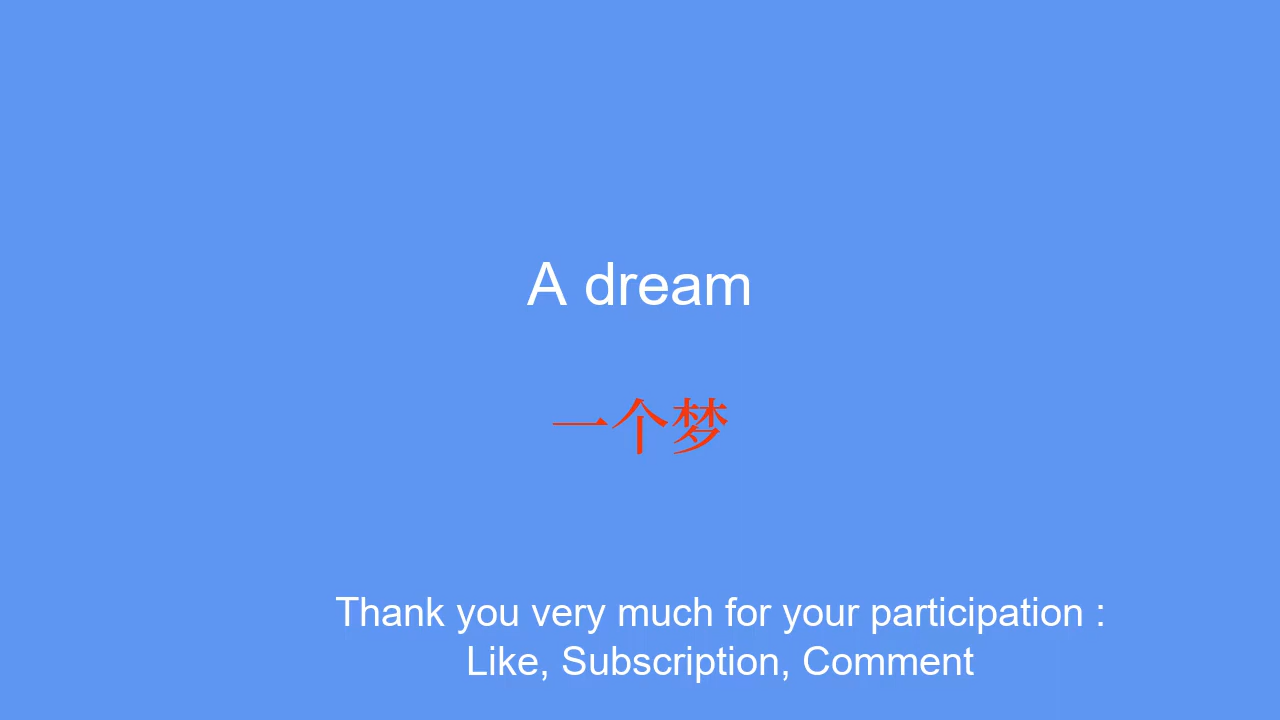 A dream
一个梦
Thank you very much for your participation :
Like, Subscription, Comment